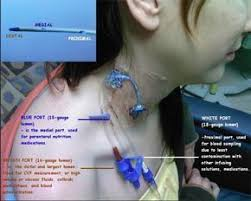 MEDIAL
DISTAL
PROXIMAL
BLUE PORT (18-gauge
lumen)
- is the medial port, used
for parenteral nutrition
medications.
WHITE PORT
(18-gauge lumen)
-Proximal port, used
for blood sampling
due to least
contamination with
other infusing
solutions, medications.
PORT (16-gauge lumen)
- is the distal and largest lumen
Used for CVP measurement, or high
volume or viscous fluids, colloids
medications, and blood
administration